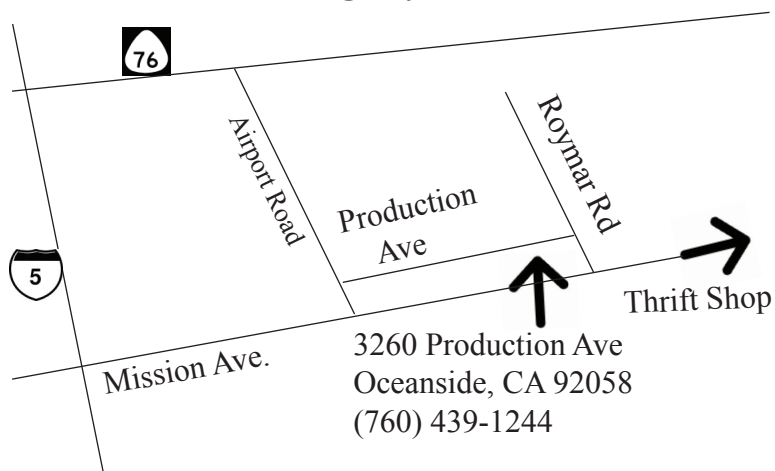 76
Airport Road
Roymar Rd
Production
Ave
5
Thrift Shop
Mission Ave.
3260 Production Ave
Oceanside, CA 92058
(760) 439-1244